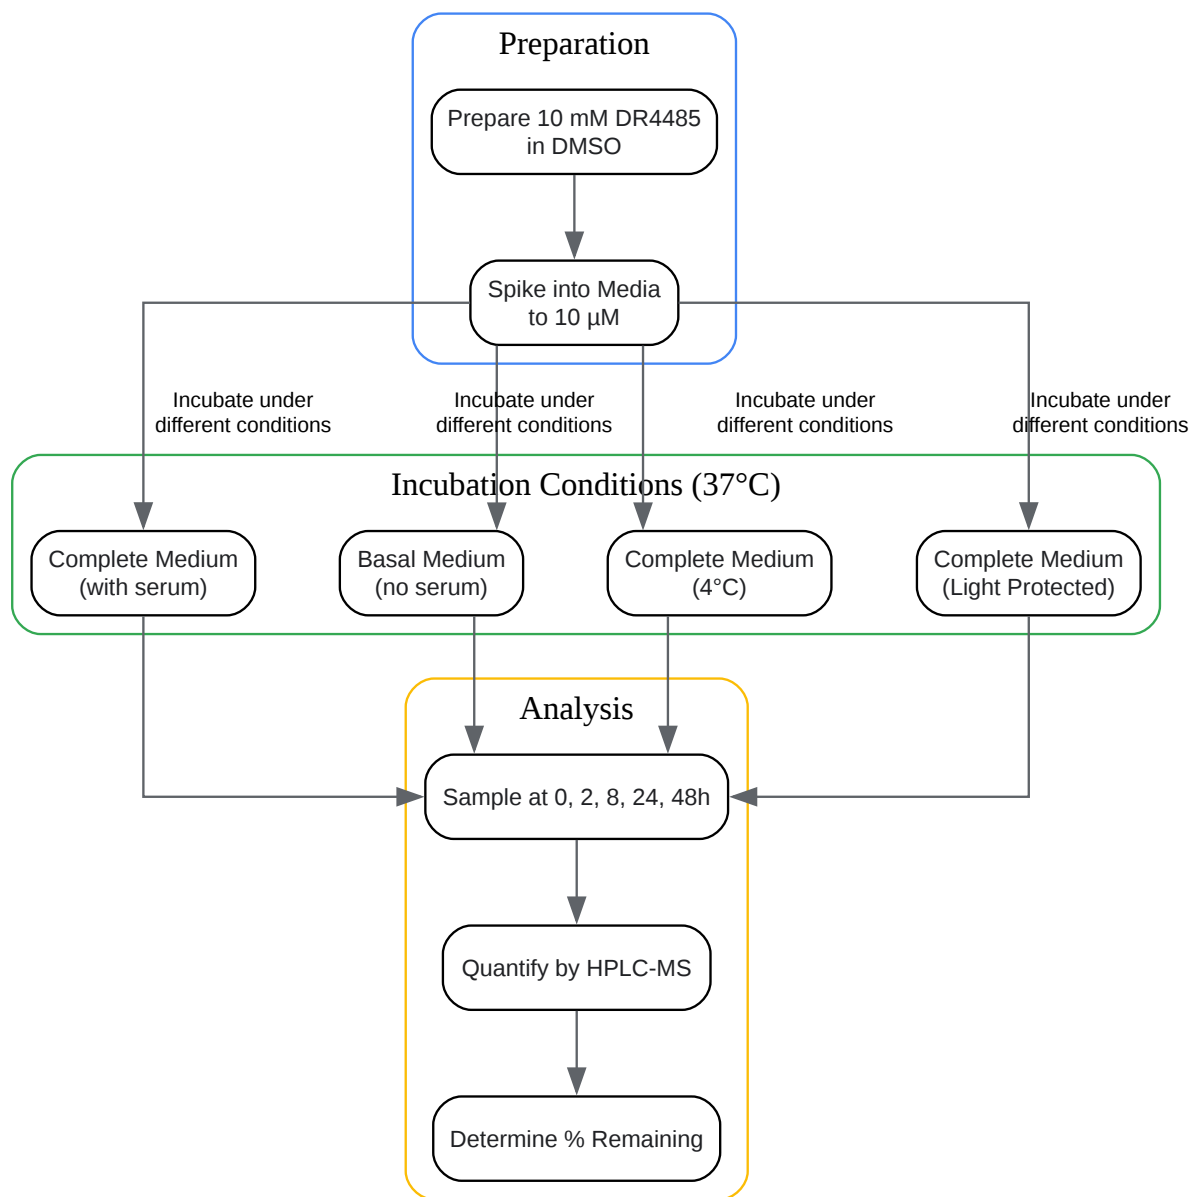 Preparation
Prepare 10 mM DR4485
in DMSO
Spike into Media
to 10 µM
Incubate under
different conditions
Incubate under
different conditions
Incubate under
different conditions
Incubate under
different conditions
Incubation Conditions (37°C)
Complete Medium
(with serum)
Basal Medium
(no serum)
Complete Medium
(4°C)
Complete Medium
(Light Protected)
Analysis
Sample at 0, 2, 8, 24, 48h
Quantify by HPLC-MS
Determine % Remaining